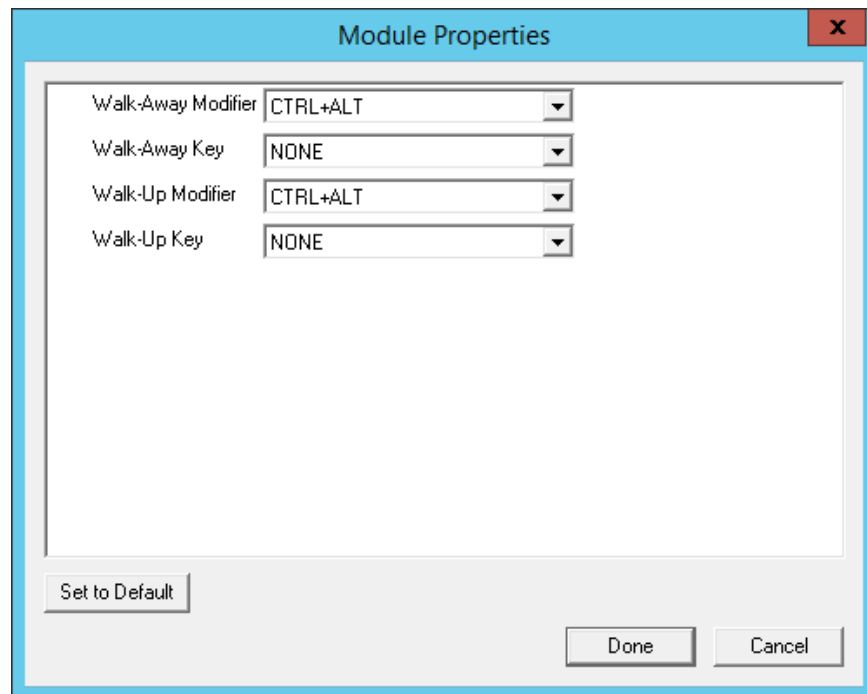 Module Properties
x
Walk-Away Modifier CTRL+ALT
Walk-Away Key NONE
Walk-Up Modifier CTRL+ALT
Walk-Up Key NONE
Set to Default
Done Cancel